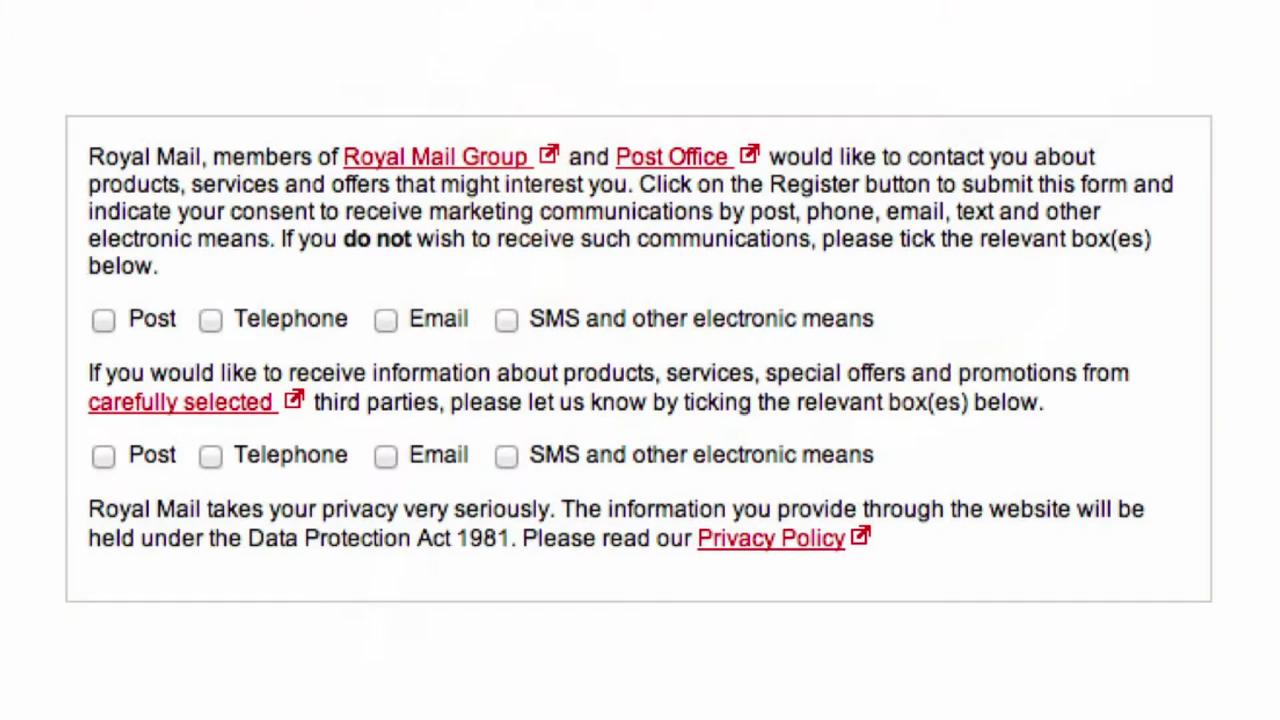 Royal Mail, members of Royal Mail Group and Post Office would like to contact you about
products, services and offers that might interest you. Click on the Register button to submit this form and
indicate your consent to receive marketing communications by post, phone, email, text and other
electronic means. If you do not wish to receive such communications, please tick the relevant box(es)
below.
Post Telephone Email SMS and other electronic means
If you would like to receive information about products, services, special offers and promotions from
carefully selected third parties, please let us know by ticking the relevant box(es) below.
Post Telephone Email SMS and other electronic means
Royal Mail takes your privacy very seriously. The information you provide through the website will be
held under the Data Protection Act 1981. Please read our Privacy Policy